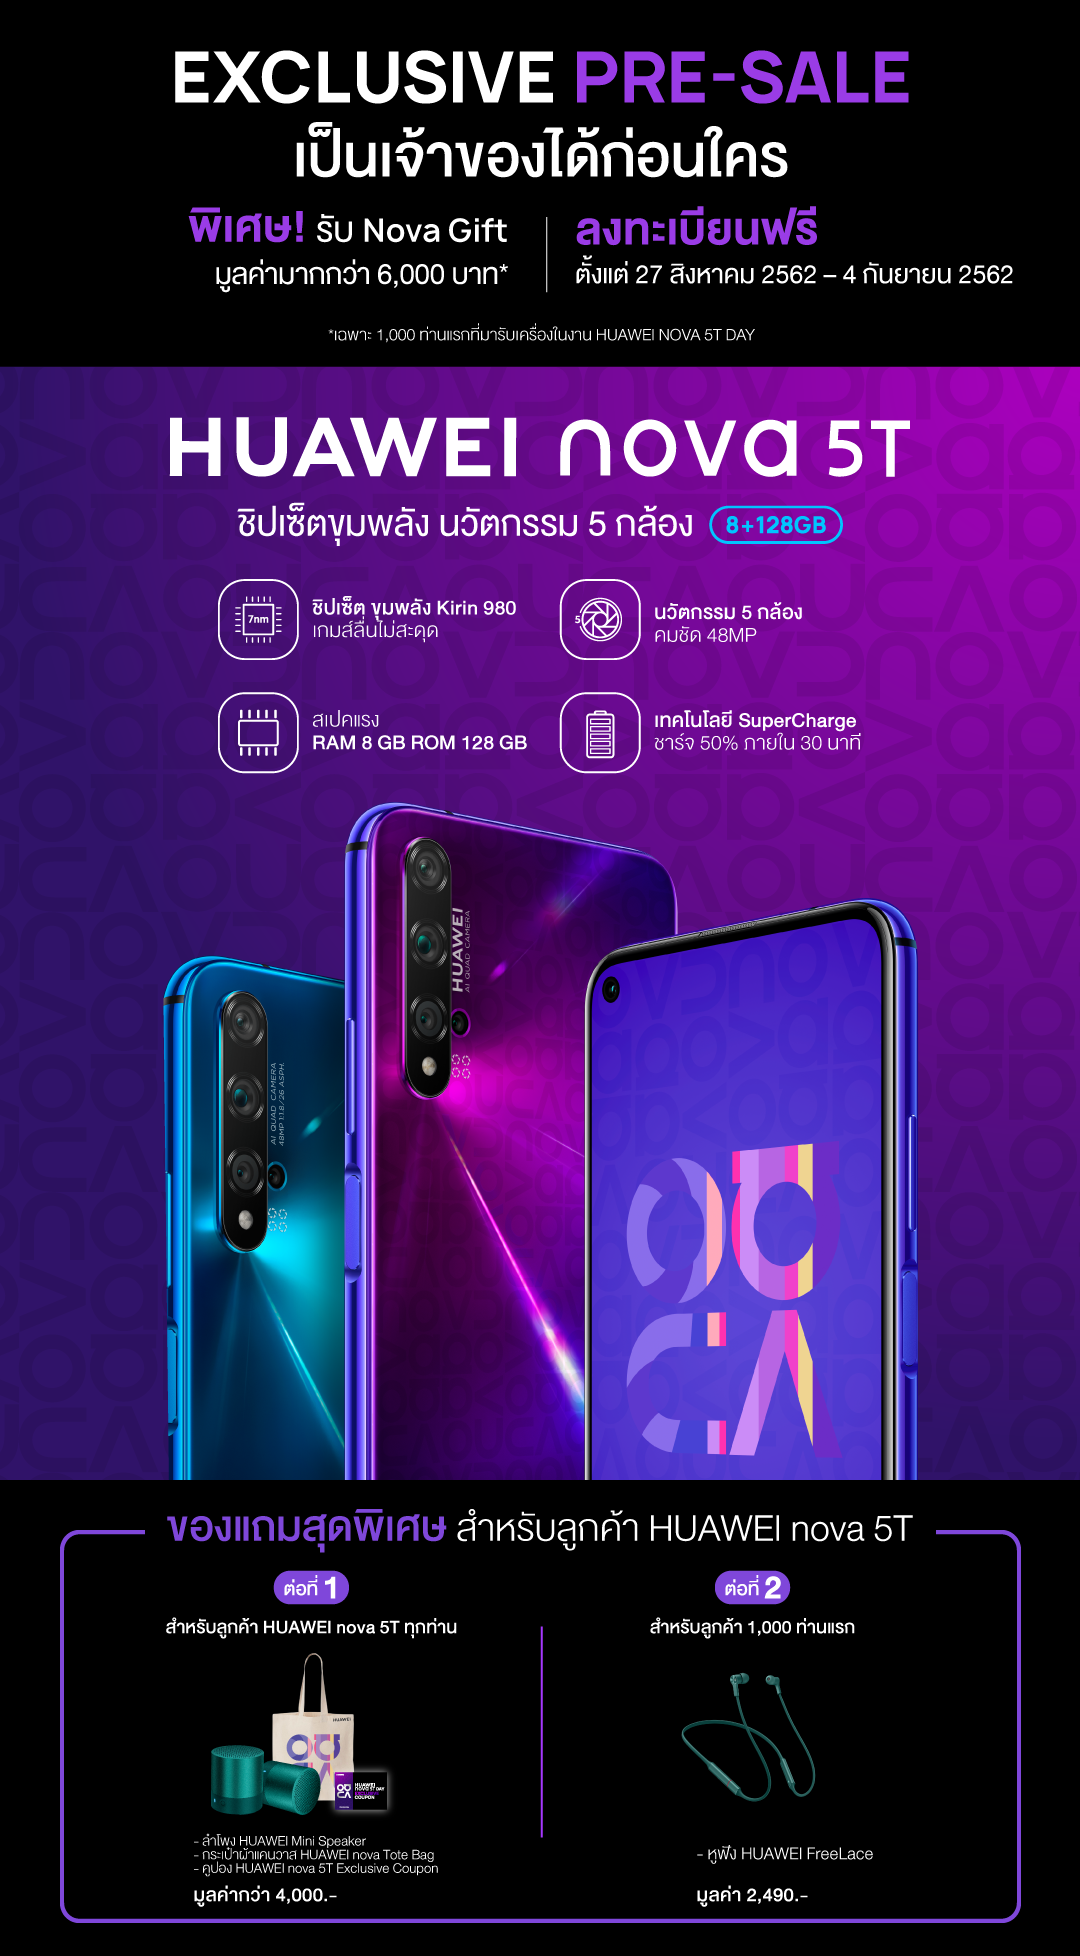 EXCLUSIVE PRE-SALE
เป็นเจ้าของได้ก่อนใคร
พิเศษ! รับ Nova Gift
มูลค่ามากกว่า 6,000 บาท*
ลงทะเบียนฟรี
ตั้งแต่ 27 สิงหาคม 2562 – 4 กันยายน 2562
*เฉพาะ 1,000 ท่านแรกที่มารับเครื่องในงาน HUAWEI NOVA 5T DAY
HUAWEI nova 5T
ชิปเซ็ตขุมพลัง นวัตกรรม 5 กล้อง 8+128GB
7nm
ชิปเซ็ต ขุมพลัง Kirin 980
เกมส์ลื่นไม่สะดุด
5
นวัตกรรม 5 กล้อง
คมชัด 48MP
สเปคแรง
RAM 8 GB ROM 128 GB
เทคโนโลยี SuperCharge
ชาร์จ 50% ภายใน 30 นาที
HUAWEI
AI QUAD CAMERA
AI QUAD CAMERA
48MP 1:1.8/26 ASPH.
ของแถมสุดพิเศษ สำหรับลูกค้า HUAWEI nova 5T
ต่อที่ 1
สำหรับลูกค้า HUAWEI nova 5T ทุกท่าน
HUAWEI
HUAWEI
nova 5T DAY
COUPON
- ลำโพง HUAWEI Mini Speaker
- กระเป๋าผ้าแคนวาส HUAWEI nova Tote Bag
- คูปอง HUAWEI nova 5T Exclusive Coupon
มูลค่ากว่า 4,000.-
ต่อที่ 2
สำหรับลูกค้า 1,000 ท่านแรก
- หูฟัง HUAWEI FreeLace
มูลค่า 2,490.-